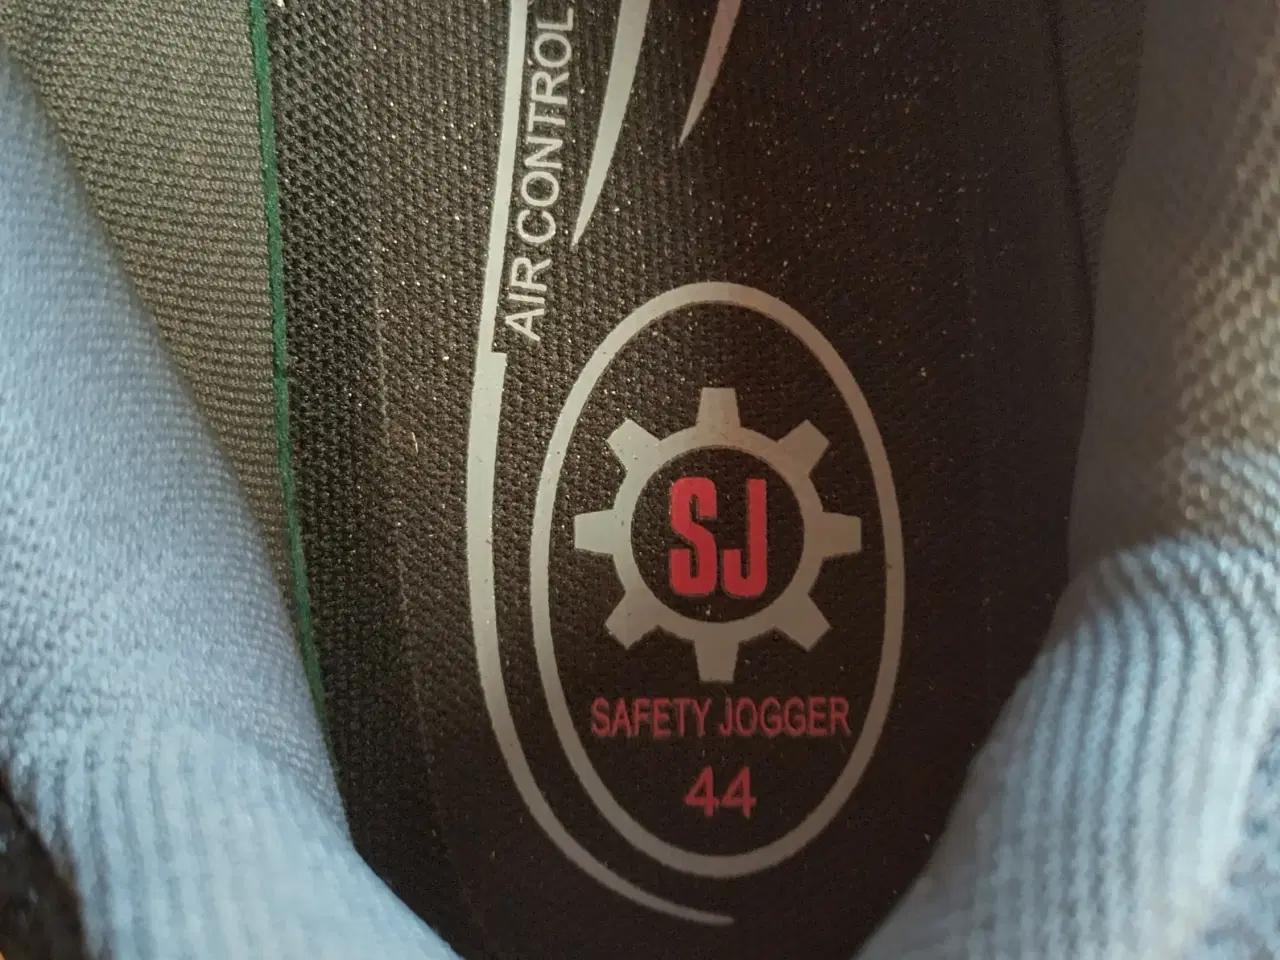 AIR CONTROL
SJ
SAFETY JOGGER
44